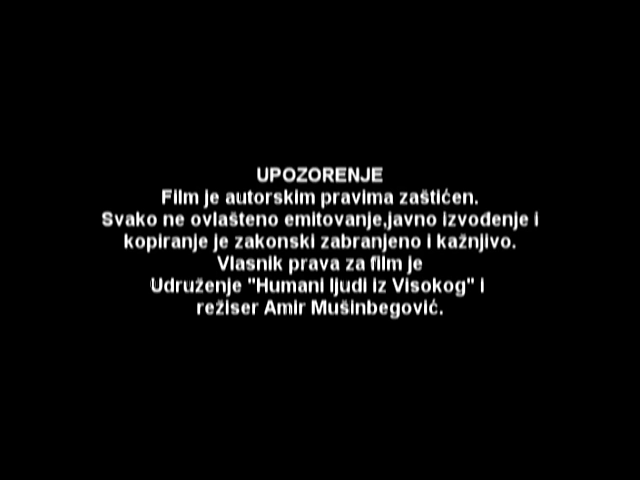 UPOZORENJE
Film je autorskim pravima zaštićen.
Svako ne ovlašteno emitovanje,javno izvođenje i
kopiranje je zakonski zabranjeno i kažnjivo.
Vlasnik prava za film je
Udruženje "Humani ljudi iz Visokog" i
režiser Amir Mušinbegović.